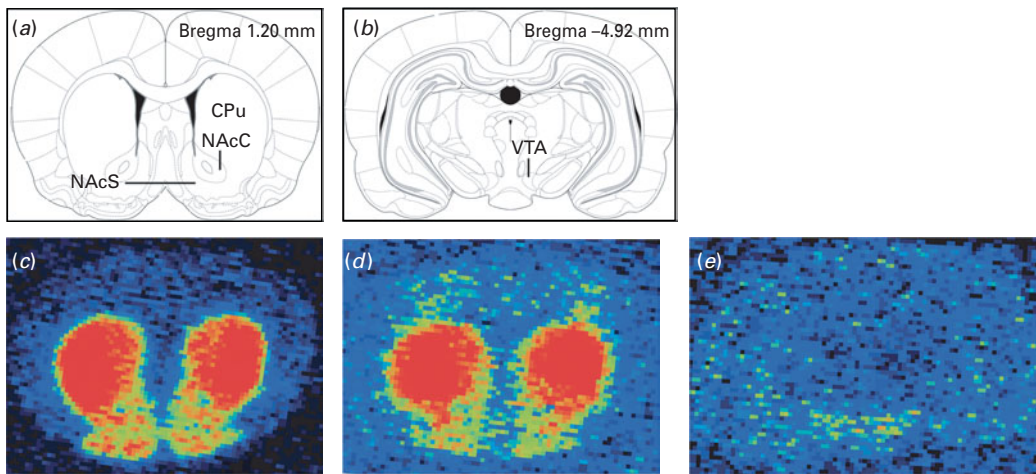 (a) Bregma 1.20 mm
CPu
NAcC
NAcS
(b) Bregma –4.92 mm
VTA
(c)
(d)
(e)